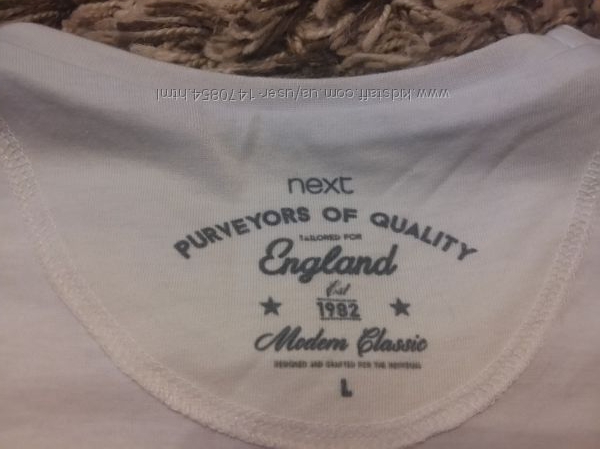 www.kidstaff.com.ua/user-1470854.html
next
PURVEYORS OF QUALITY
TAILORED FOR
England
Est
1982
Modern Classic
DESIGNED AND CRAFTED FOR THE INDIVIDUAL
L